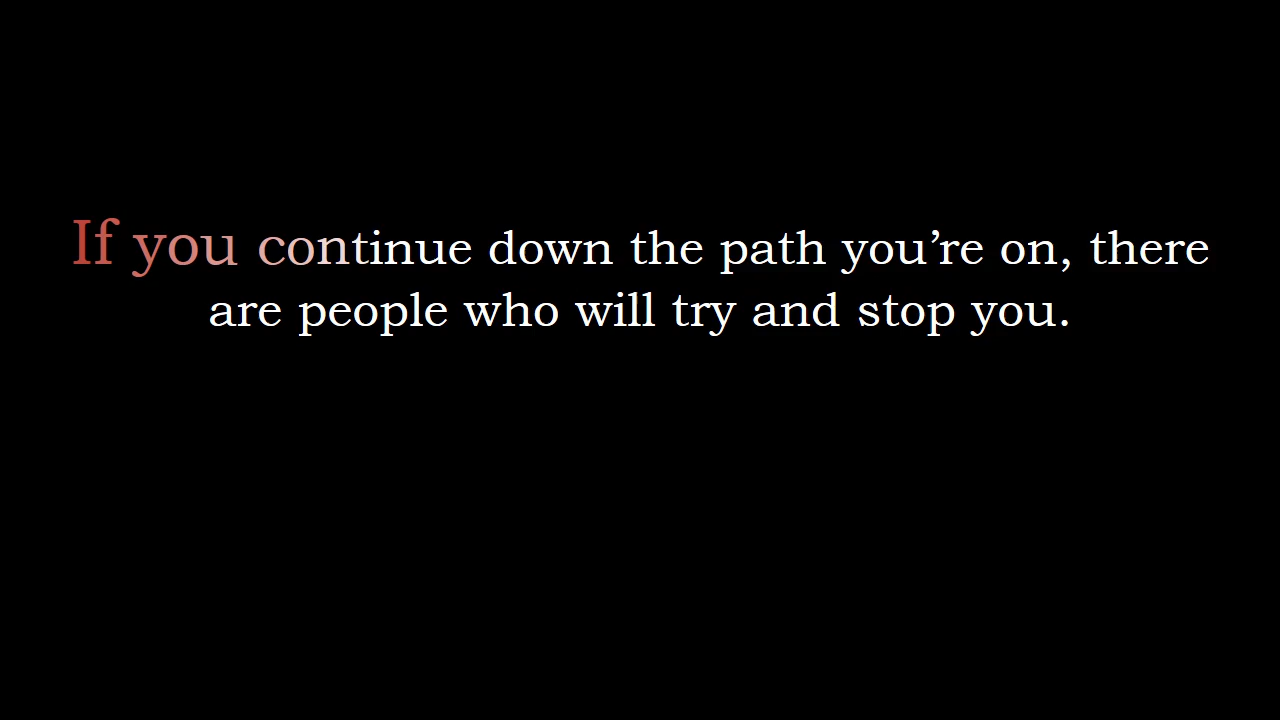 If you continue down the path you’re on, there
are people who will try and stop you.